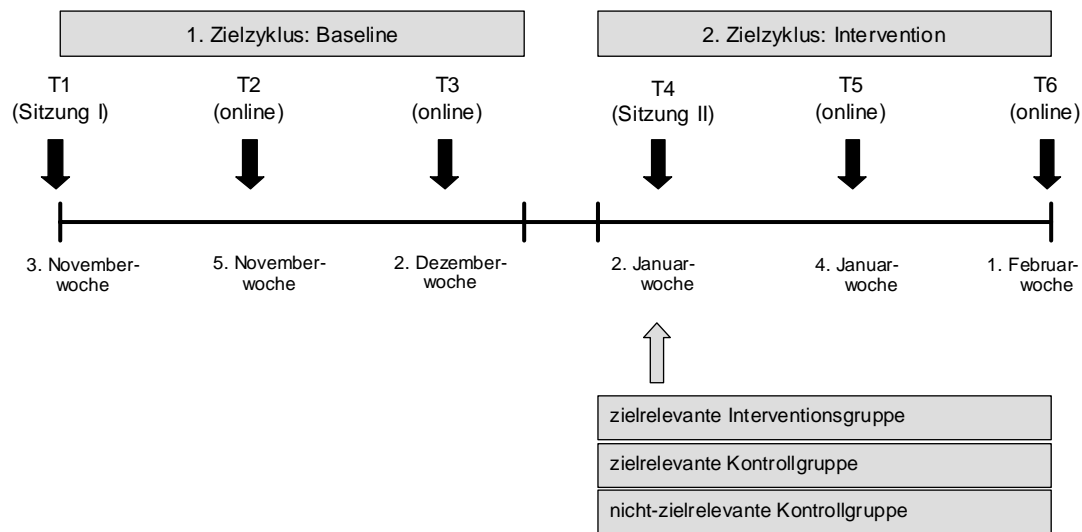 1. Zielzyklus: Baseline
2. Zielzyklus: Intervention
T1
(Sitzung I)
T2
(online)
T3
(online)
T4
(Sitzung II)
T5
(online)
T6
(online)
3. November-
woche
5. November-
woche
2. Dezember-
woche
2. Januar-
woche
4. Januar-
woche
1. Februar-
woche
zielrelevante Interventionsgruppe
zielrelevante Kontrollgruppe
nicht-zielrelevante Kontrollgruppe